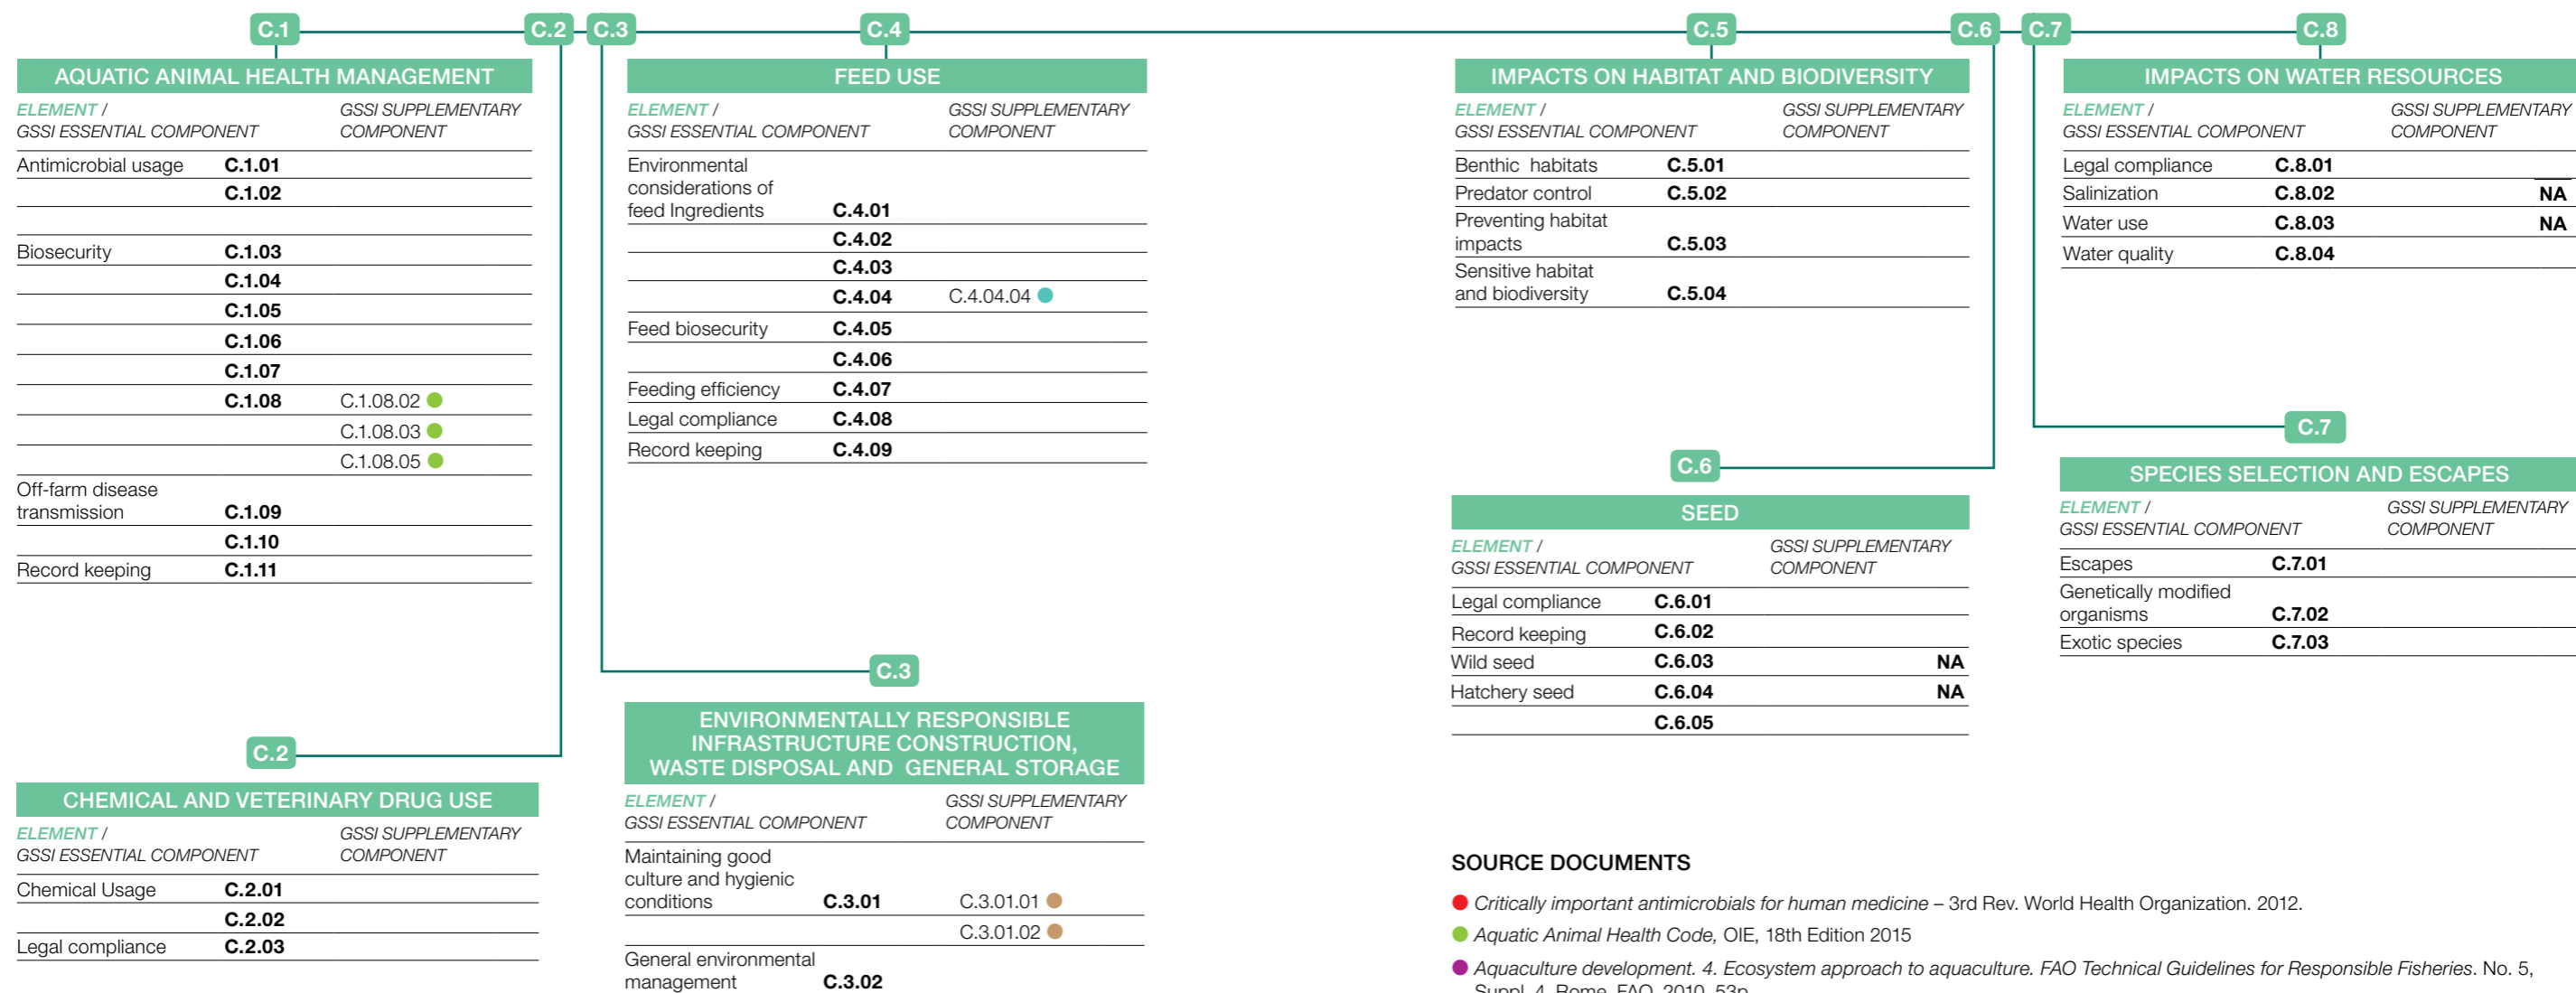 C.1
C.2
C.3
C.4
C.5
C.6
C.7
C.8
AQUATIC ANIMAL HEALTH MANAGEMENT
ELEMENT / GSSI SUPPLEMENTARY
GSSI ESSENTIAL COMPONENT COMPONENT
Antimicrobial usage C.1.01
C.1.02
Biosecurity C.1.03
C.1.04
C.1.05
C.1.06
C.1.07
C.1.08 C.1.08.02
C.1.08.03
C.1.08.05
Off-farm disease
transmission C.1.09
C.1.10
Record keeping C.1.11
C.2
CHEMICAL AND VETERINARY DRUG USE
ELEMENT / GSSI SUPPLEMENTARY
GSSI ESSENTIAL COMPONENT COMPONENT
Chemical Usage C.2.01
C.2.02
Legal compliance C.2.03
FEED USE
ELEMENT / GSSI SUPPLEMENTARY
GSSI ESSENTIAL COMPONENT COMPONENT
Environmental
considerations of
feed Ingredients C.4.01
C.4.02
C.4.03
C.4.04 C.4.04.04
Feed biosecurity C.4.05
C.4.06
Feeding efficiency C.4.07
Legal compliance C.4.08
Record keeping C.4.09
C.3
ENVIRONMENTALLY RESPONSIBLE
INFRASTRUCTURE CONSTRUCTION,
WASTE DISPOSAL AND GENERAL STORAGE
ELEMENT / GSSI SUPPLEMENTARY
GSSI ESSENTIAL COMPONENT COMPONENT
Maintaining good
culture and hygienic
conditions C.3.01 C.3.01.01
C.3.01.02
General environmental
management C.3.02
IMPACTS ON HABITAT AND BIODIVERSITY
ELEMENT / GSSI SUPPLEMENTARY
GSSI ESSENTIAL COMPONENT COMPONENT
Benthic habitats C.5.01
Predator control C.5.02
Preventing habitat
impacts C.5.03
Sensitive habitat
and biodiversity C.5.04
C.6
SEED
ELEMENT / GSSI SUPPLEMENTARY
GSSI ESSENTIAL COMPONENT COMPONENT
Legal compliance C.6.01
Record keeping C.6.02
Wild seed C.6.03 NA
Hatchery seed C.6.04 NA
C.6.05
IMPACTS ON WATER RESOURCES
ELEMENT / GSSI SUPPLEMENTARY
GSSI ESSENTIAL COMPONENT COMPONENT
Legal compliance C.8.01
Salinization C.8.02 NA
Water use C.8.03 NA
Water quality C.8.04
C.7
SPECIES SELECTION AND ESCAPES
ELEMENT / GSSI SUPPLEMENTARY
GSSI ESSENTIAL COMPONENT COMPONENT
Escapes C.7.01
Genetically modified
organisms C.7.02
Exotic species C.7.03
SOURCE DOCUMENTS
Critically important antimicrobials for human medicine – 3rd Rev. World Health Organization. 2012.
Aquatic Animal Health Code, OIE, 18th Edition 2015
Aquaculture development. 4. Ecosystem approach to aquaculture. FAO Technical Guidelines for Responsible Fisheries. No. 5,
Suppl. 4. Rome, FAO. 2010. 53p.